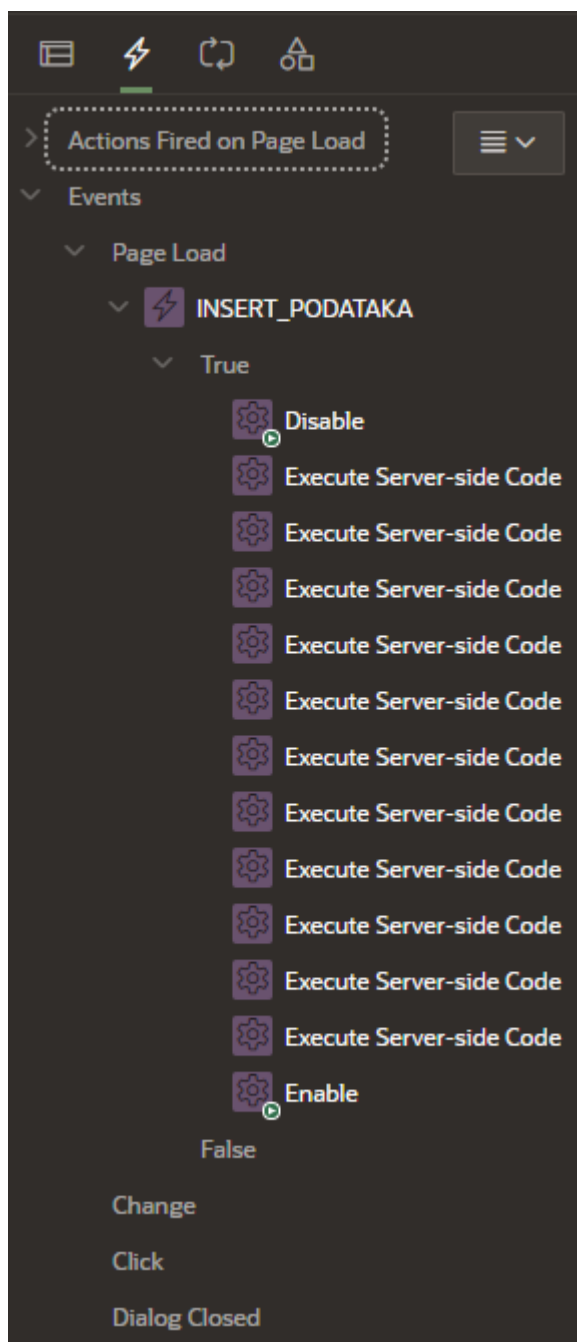 Actions Fired on Page Load
Events
Page Load
INSERT_PODATAKA
True
Disable
Execute Server-side Code
Execute Server-side Code
Execute Server-side Code
Execute Server-side Code
Execute Server-side Code
Execute Server-side Code
Execute Server-side Code
Execute Server-side Code
Execute Server-side Code
Execute Server-side Code
Execute Server-side Code
Enable
False
Change
Click
Dialog Closed